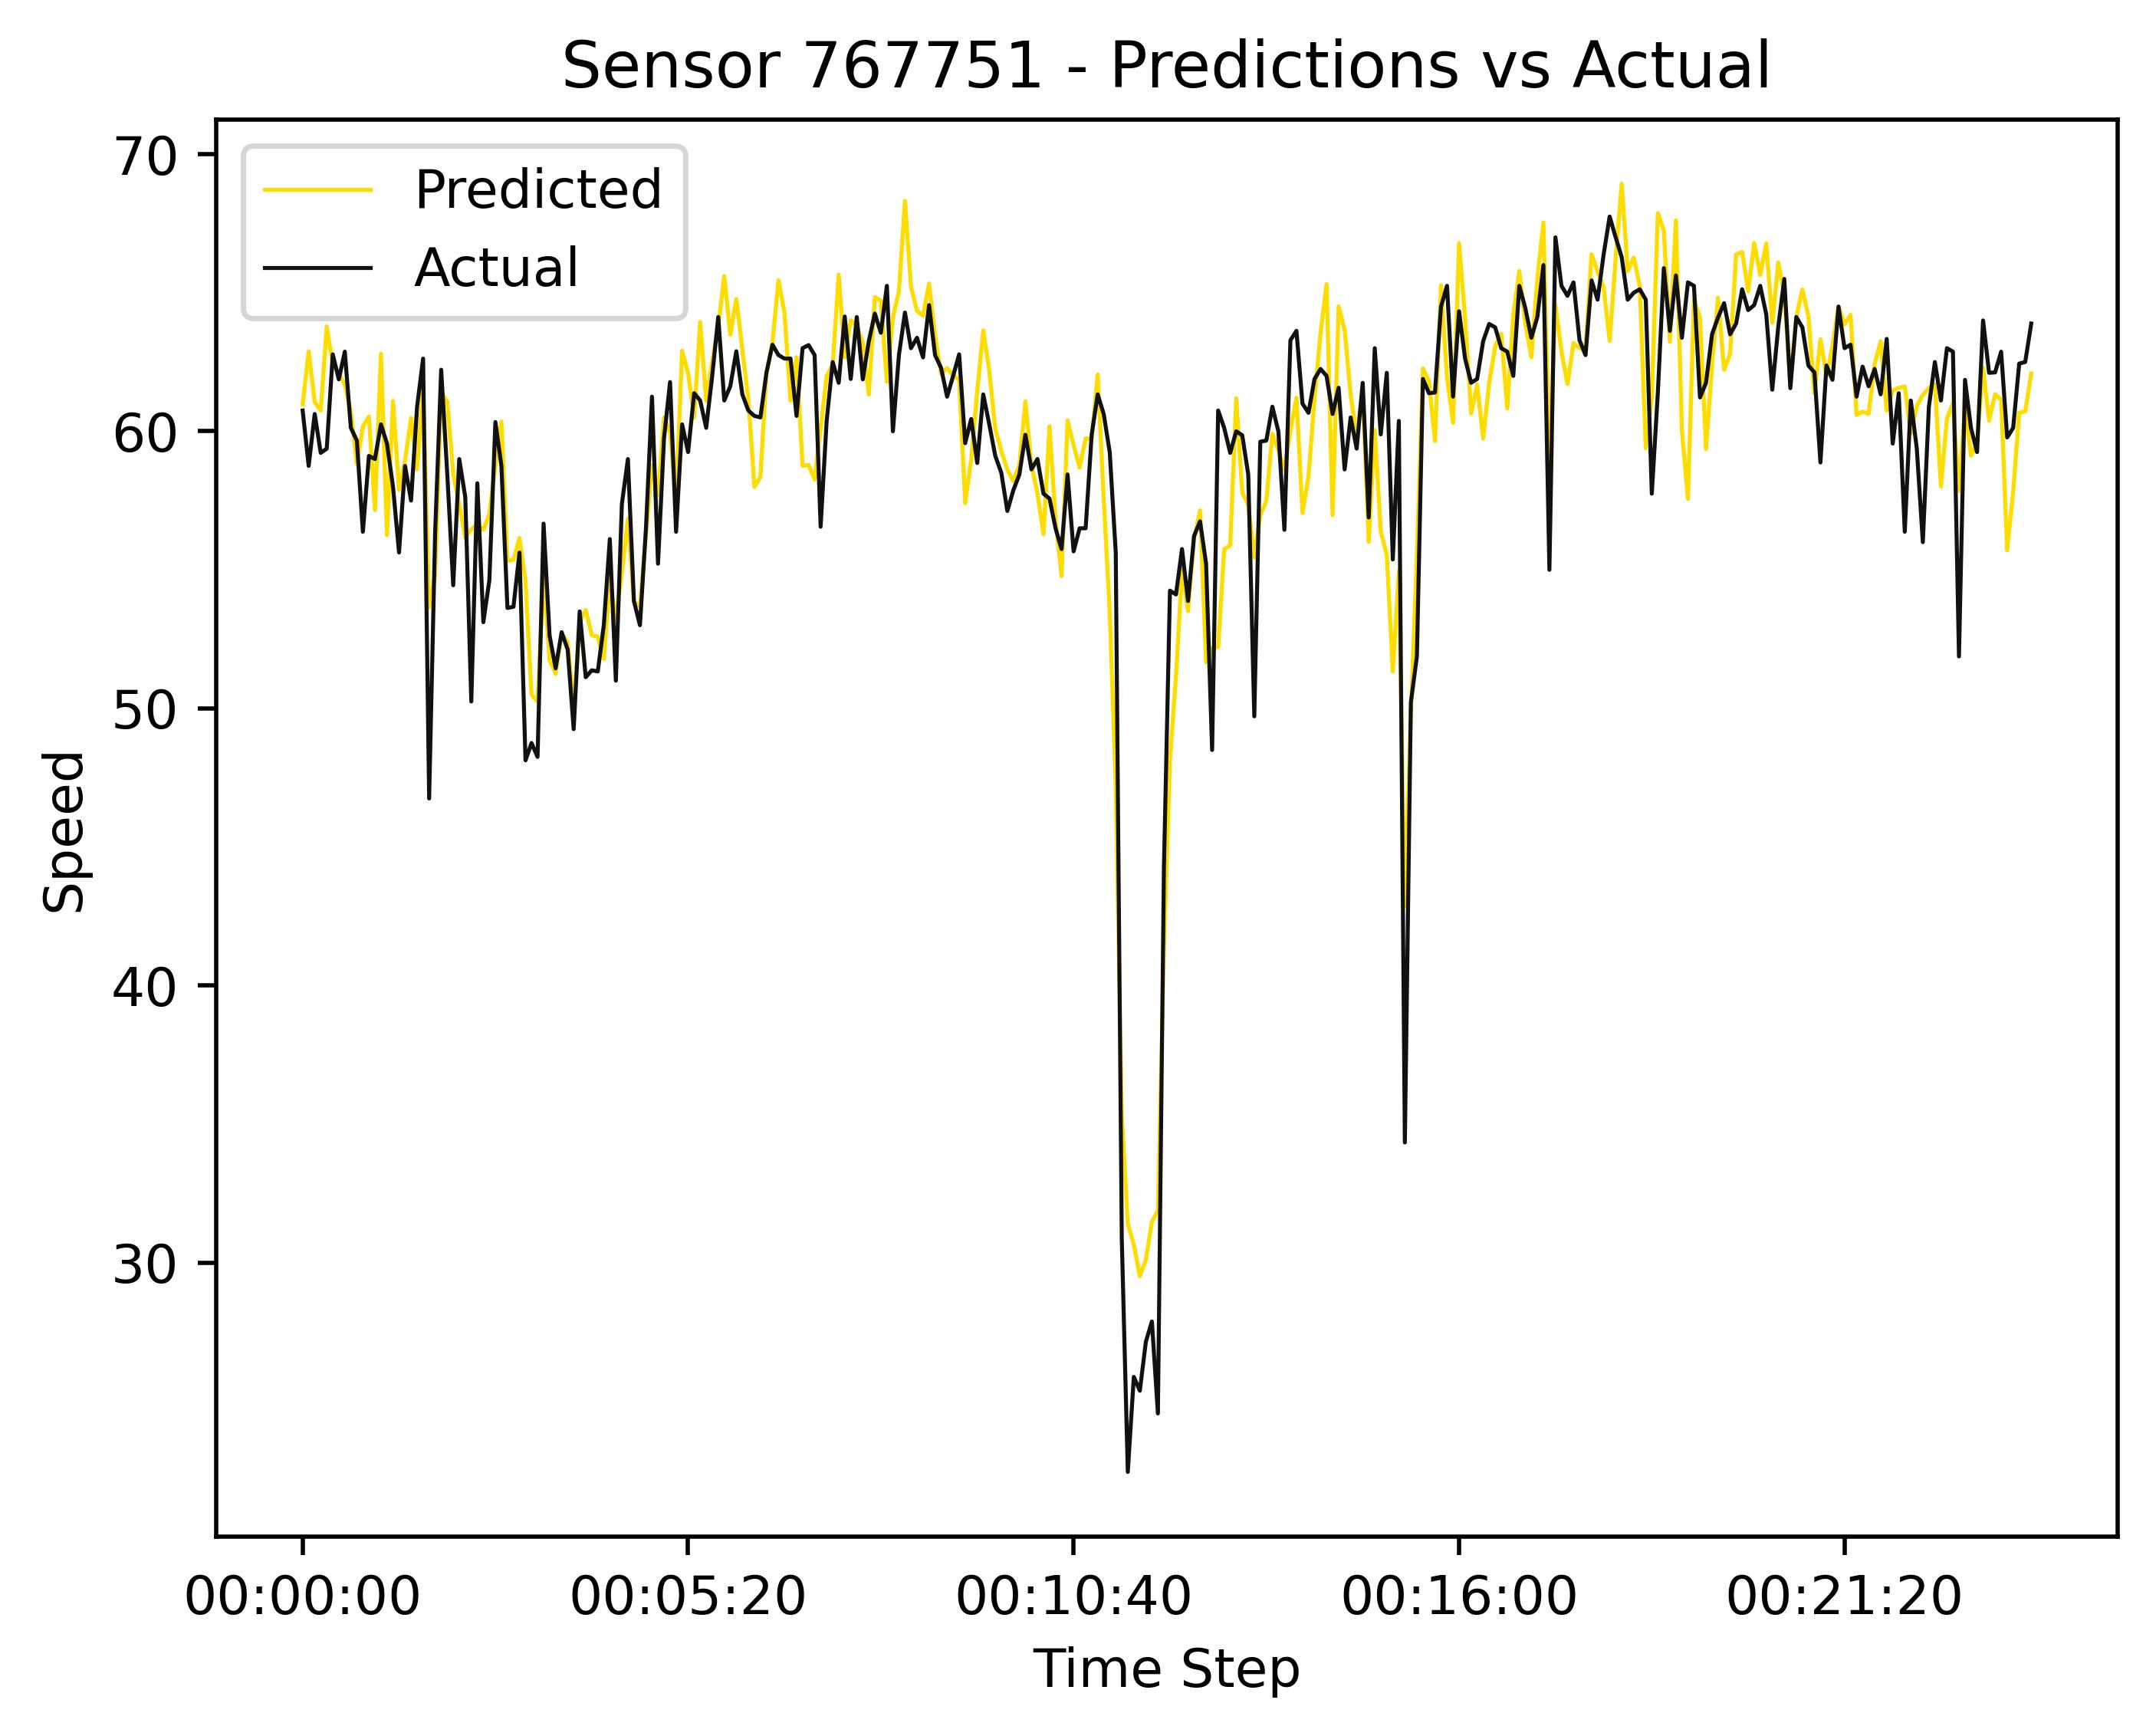 Sensor 767751 - Predictions vs Actual
Predicted
Actual
70
60
50
40
30
Speed
00:00:00 00:05:20 00:10:40 00:16:00 00:21:20
Time Step